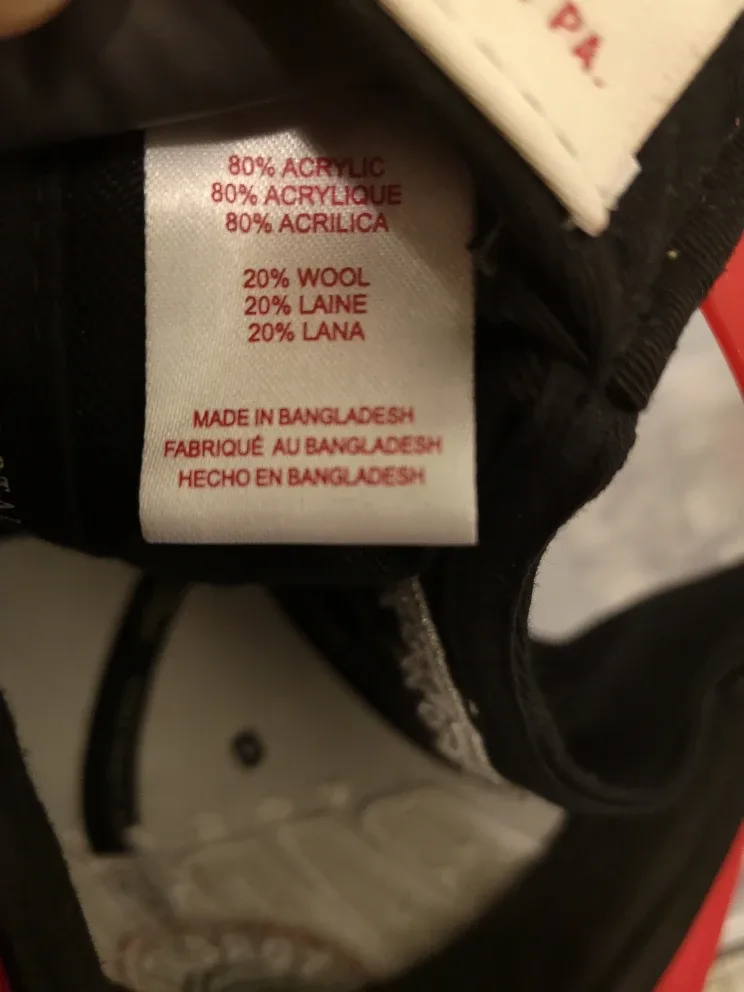 PA.
80% ACRYLIC
80% ACRYLIQUE
80% ACRILICA
20% WOOL
20% LAINE
20% LANA
MADE IN BANGLADESH
FABRIQUÉ AU BANGLADESH
HECHO EN BANGLADESH